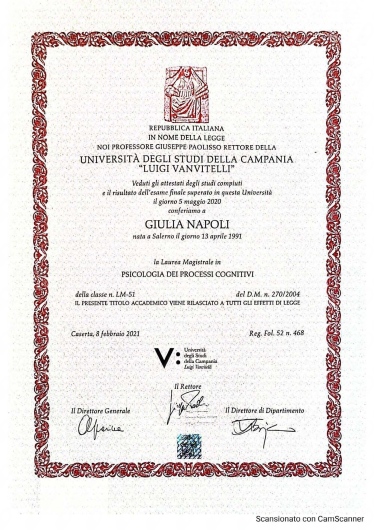 REPUBBLICA ITALIANA
IN NOME DELLA LEGGE
NOI PROFESSORE GIUSEPPE PAOLISSO RETTORE DELLA
UNIVERSITÀ DEGLI STUDI DELLA CAMPANIA
"LUIGI VANVITELLI"
Veduti gli attestati degli studi compiuti
e il risultato dell'esame finale superato in questa Università
il giorno 5 maggio 2020
conferiamo a
GIULIA NAPOLI
nata a Salerno il giorno 13 aprile 1991
la Laurea Magistrale in
PSICOLOGIA DEI PROCESSI COGNITIVI
della classe n. LM-51 del D.M. n. 270/2004
IL PRESENTE TITOLO ACCADEMICO VIENE RILASCIATO A TUTTI GLI EFFETTI DI LEGGE
Caserta, 8 febbraio 2021 Reg. Fol. 52 n. 468
V:
Università
degli Studi
della Campania
Luigi Vanvitelli
Il Rettore
Il Direttore Generale Il Direttore di Dipartimento
Scansionato con CamScanner